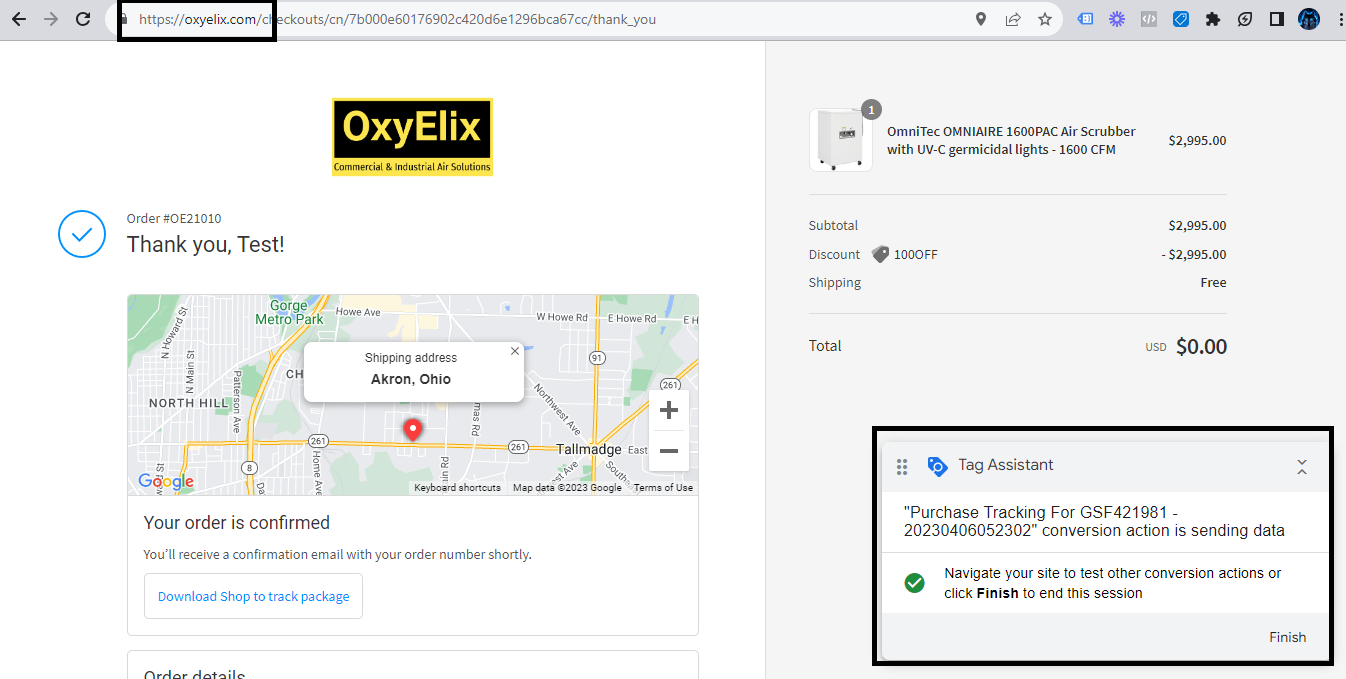 https://oxyelix.com/checkouts/cn/7b000e60176902c420d6e1296bca67cc/thank_you
OxyElix
Commercial & Industrial Air Solutions
Order #OE21010
Thank you, Test!
Gorge
Metro Park
Howe Ave
W Howe Rd
E Howe Rd
E H
N Howard St
N Main St
Patterson Ave
NORTH HILL
CH
Shipping address
Akron, Ohio
91
261
Northwest Ave
mas Rd
261
261
Tallmadge
East
8
Home Ave
Google
Keyboard shortcuts
Map data ©2023 Google
Terms of Use
Your order is confirmed
You’ll receive a confirmation email with your order number shortly.
Download Shop to track package
Order details
1
OmniTec OMNIAIRE 1600PAC Air Scrubber
with UV-C germicidal lights - 1600 CFM
$2,995.00
Subtotal
$2,995.00
Discount
100OFF
- $2,995.00
Shipping
Free
Total
USD $0.00
Tag Assistant
"Purchase Tracking For GSF421981 -
20230406052302" conversion action is sending data
Navigate your site to test other conversion actions or
click Finish to end this session
Finish